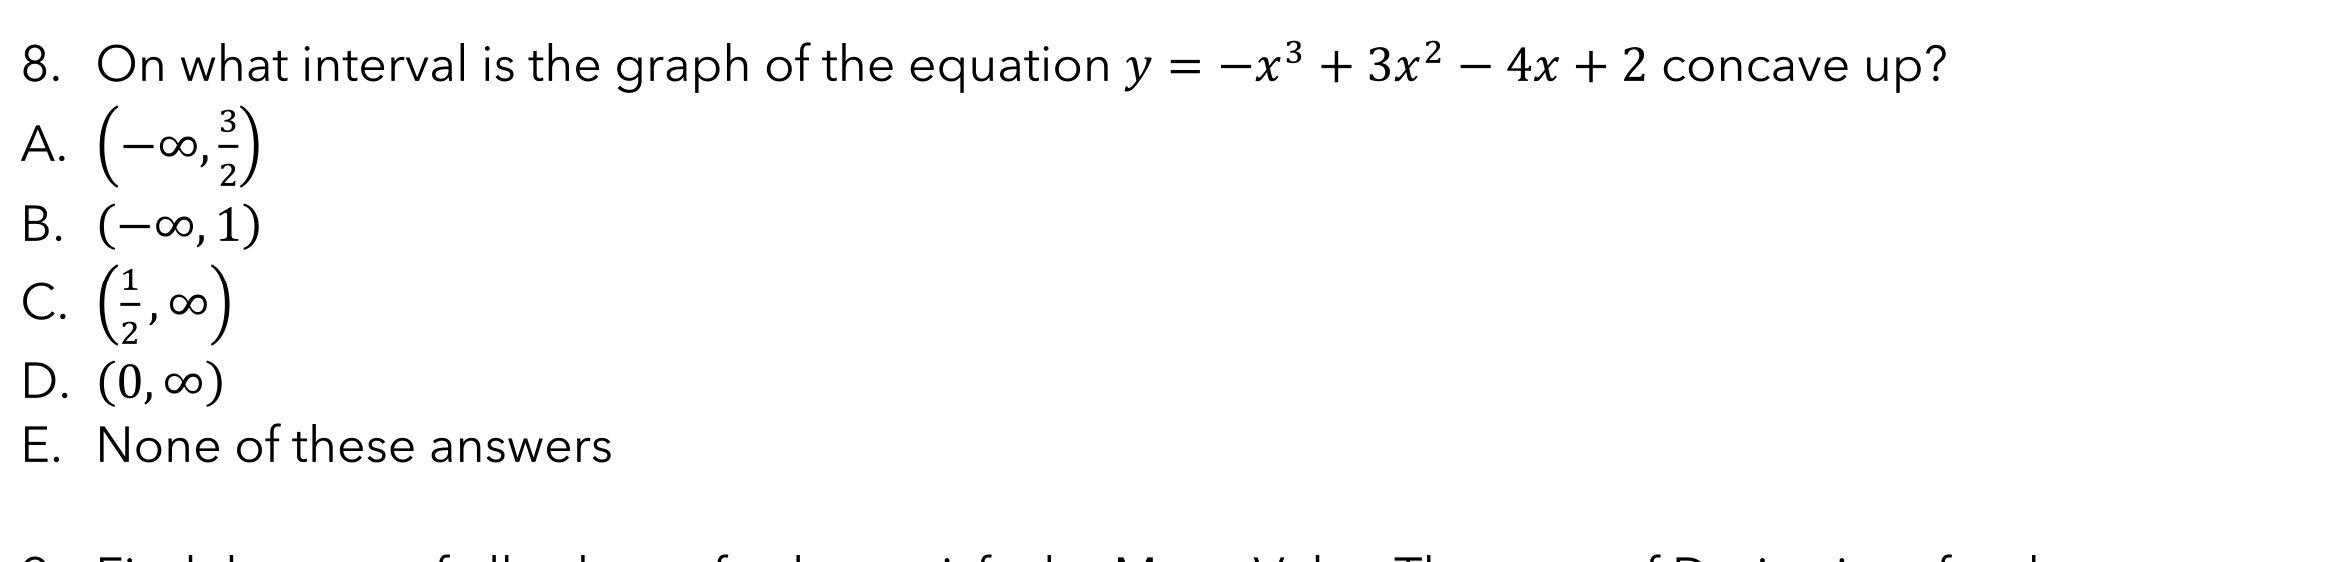 8. On what interval is the graph of the equation y = −x³ + 3x² − 4x + 2 concave up?
A. (−∞, 3/2)
B. (−∞, 1)
C. (1/2, ∞)
D. (0, ∞)
E. None of these answers